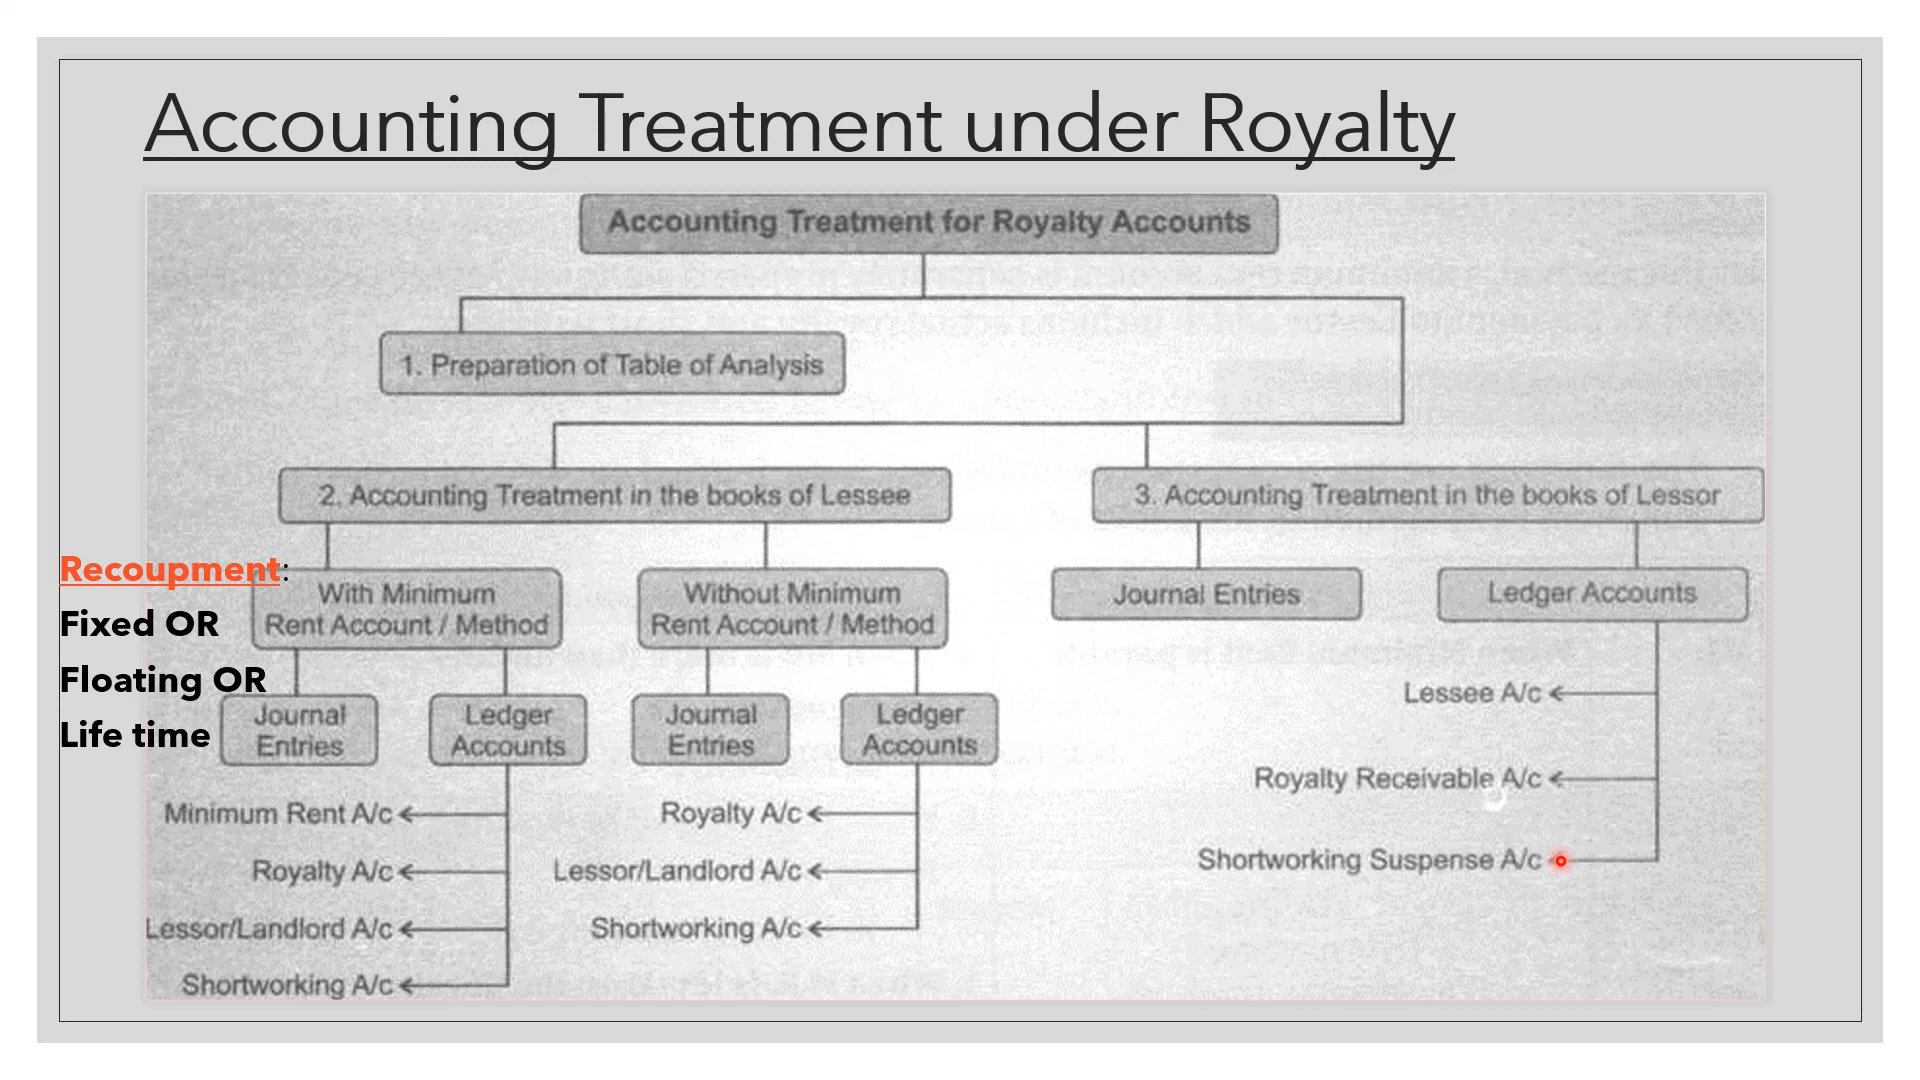 Accounting Treatment under Royalty
Accounting Treatment for Royalty Accounts
1. Preparation of Table of Analysis
2. Accounting Treatment in the books of Lessee
3. Accounting Treatment in the books of Lessor
Recoupment:
Fixed OR
Floating OR
Life time
With Minimum
Rent Account / Method
Without Minimum
Rent Account / Method
Journal Entries
Ledger Accounts
Journal
Entries
Ledger
Accounts
Journal
Entries
Ledger
Accounts
Minimum Rent A/c
Royalty A/c
Lessor/Landlord A/c
Shortworking A/c
Royalty A/c
Lessor/Landlord A/c
Shortworking A/c
Lessee A/c
Royalty Receivable A/c
Shortworking Suspense A/c